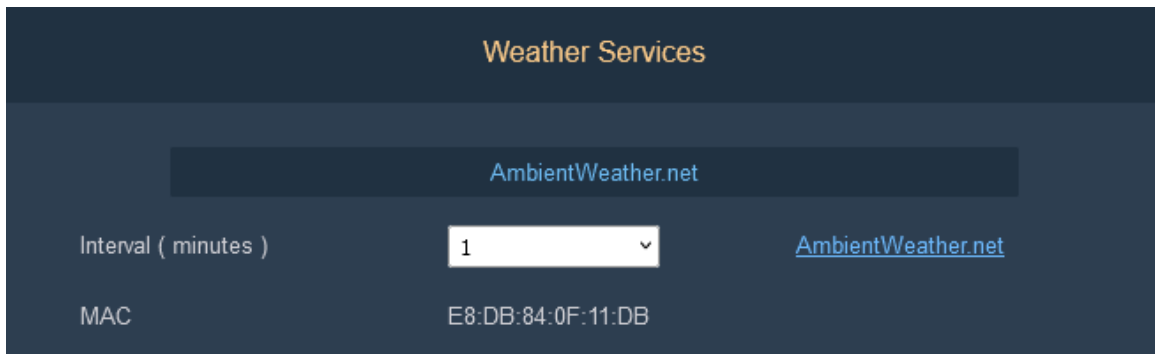 Weather Services
AmbientWeather.net
Interval ( minutes ) 1 AmbientWeather.net
MAC E8:DB:84:0F:11:DB